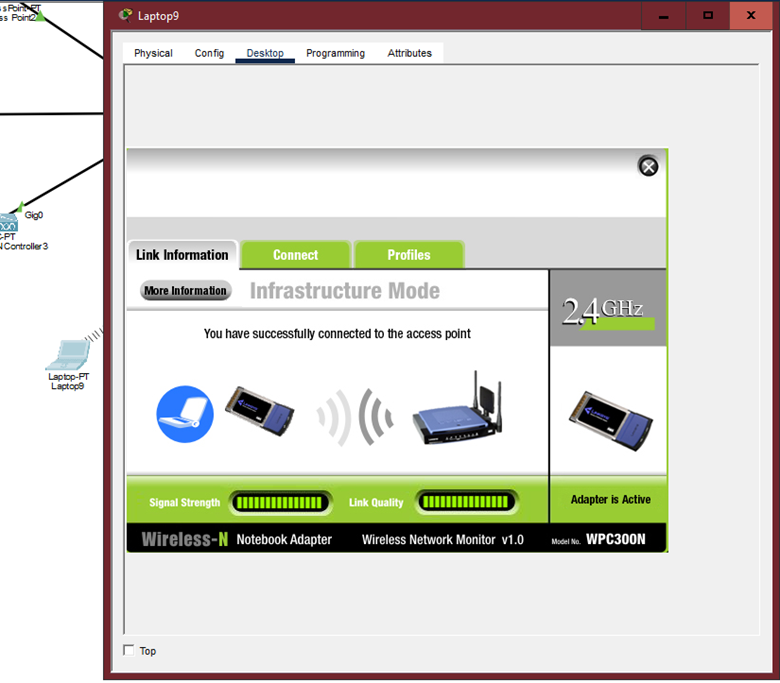 s Point-PT
ss Point2
Laptop9
Physical
Config
Desktop
Programming
Attributes
Gig0
C-PT
N Controller3
Laptop-PT
Laptop9
Link Information
Connect
Profiles
More Information
Infrastructure Mode
2.4GHz
You have successfully connected to the access point
Signal Strength
Link Quality
Adapter is Active
Wireless-N Notebook Adapter
Wireless Network Monitor v1.0
Model No. WPC300N
Top